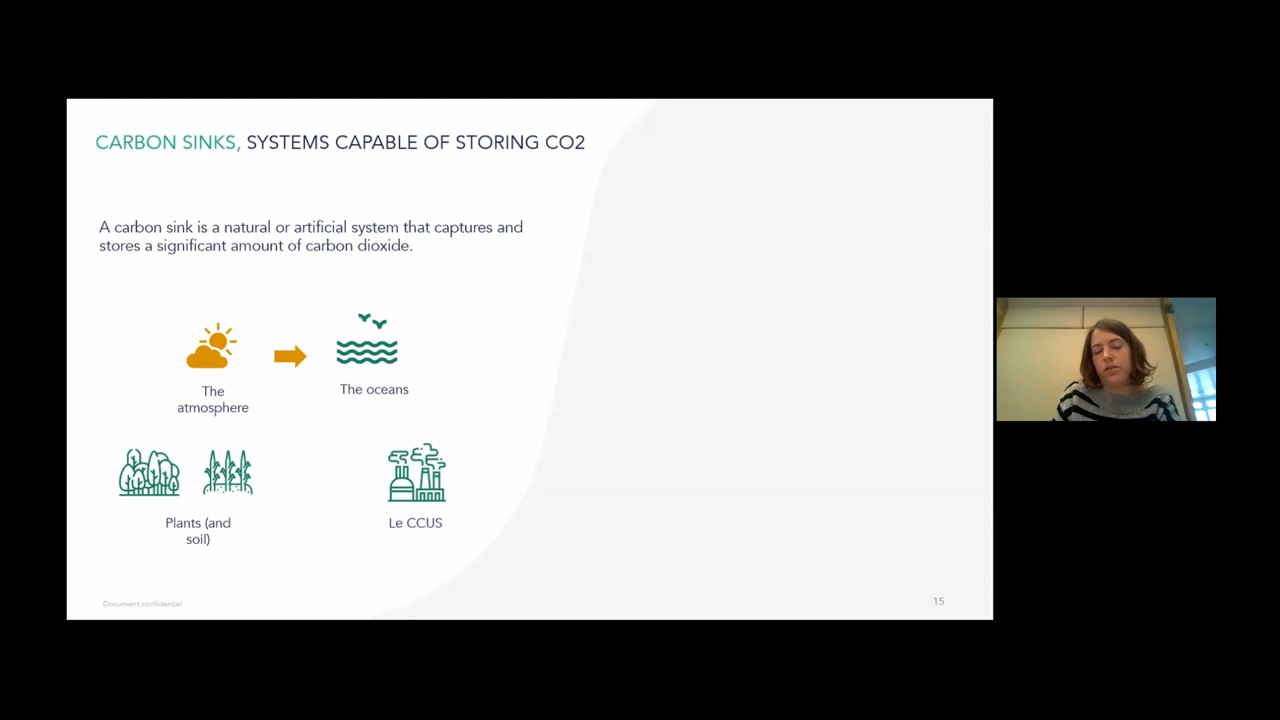 CARBON SINKS, SYSTEMS CAPABLE OF STORING CO2
A carbon sink is a natural or artificial system that captures and
stores a significant amount of carbon dioxide.
The
atmosphere
The oceans
Plants (and
soil)
Le CCUS
Document confidentiel
15